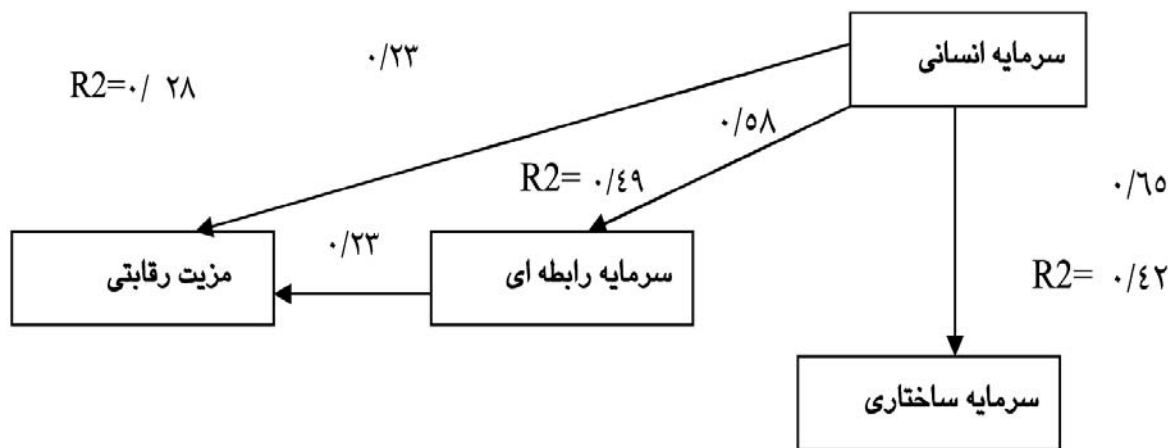 سرمایه انسانی
۰/۲۳
R2=۰/ ۲۸
۰/۵۸
R2= ۰/٤۹
۰/٦٥
۰/۲۳
سرمایه رابطه ای
مزیت رقابتی
R2= ۰/٤۲
سرمایه ساختاری